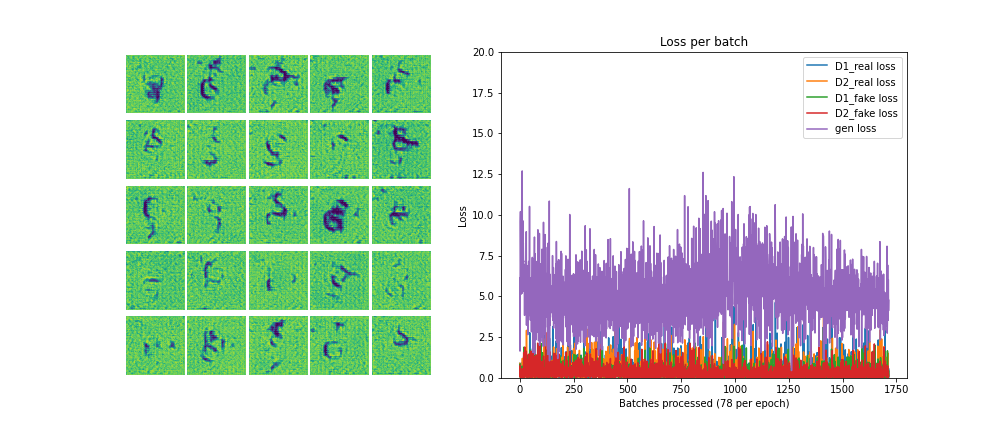 Loss per batch
20.0
17.5
15.0
12.5
10.0
7.5
5.0
2.5
0.0
Loss
D1_real loss
D2_real loss
D1_fake loss
D2_fake loss
gen loss
0 250 500 750 1000 1250 1500 1750
Batches processed (78 per epoch)